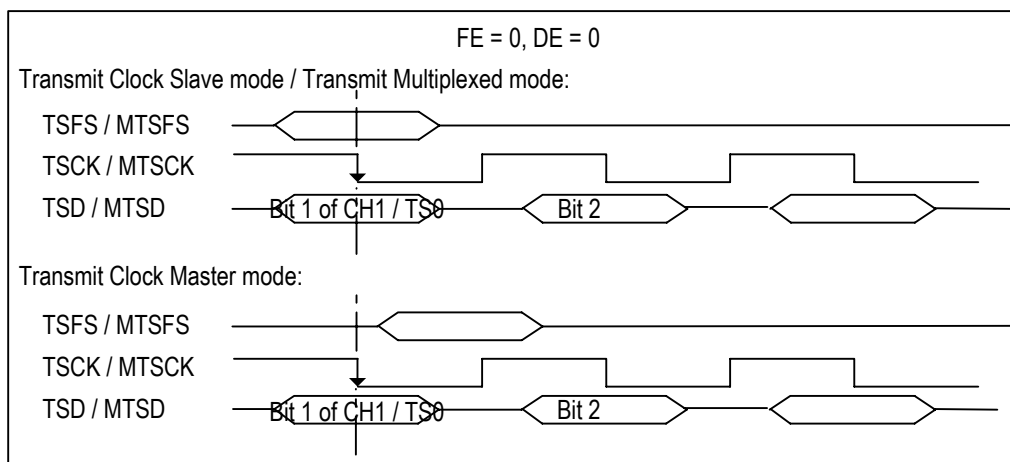 FE = 0, DE = 0
Transmit Clock Slave mode / Transmit Multiplexed mode:
TSFS / MTSFS
TSCK / MTSCK
TSD / MTSD
Bit 1 of CH1 / TS0
Bit 2
Transmit Clock Master mode:
TSFS / MTSFS
TSCK / MTSCK
TSD / MTSD
Bit 1 of CH1 / TS0
Bit 2